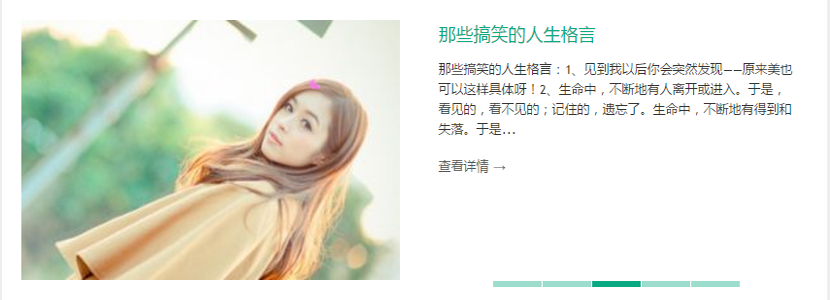 那些搞笑的人生格言
那些搞笑的人生格言：1、见到我以后你会突然发现——原来美也
可以这样具体呀！2、生命中，不断地有人离开或进入。于是，
看见的，看不见的；记住的，遗忘了。生命中，不断地有得到和
失落。于是...
查看详情 →